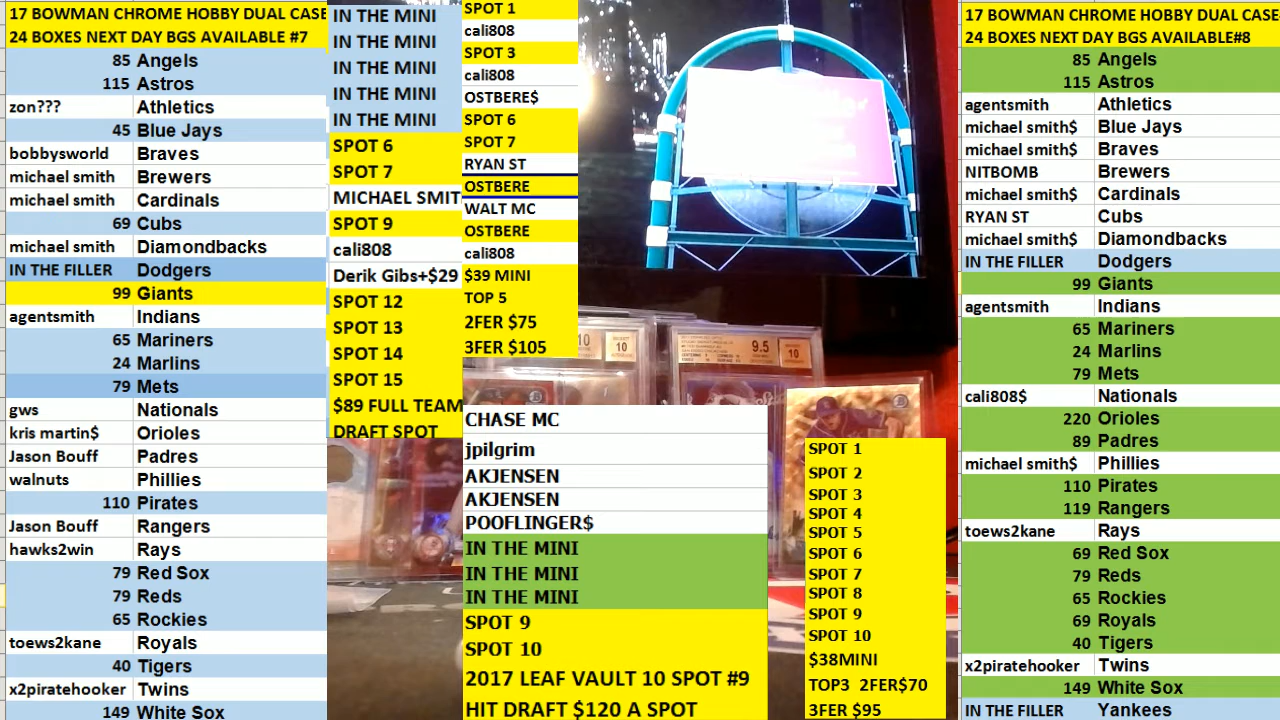 17 BOWMAN CHROME HOBBY DUAL CASE
24 BOXES NEXT DAY BGS AVAILABLE #7
85 Angels
115 Astros
zon??? Athletics
45 Blue Jays
bobbysworld Braves
michael smith Brewers
michael smith Cardinals
69 Cubs
michael smith Diamondbacks
IN THE FILLER Dodgers
99 Giants
agentsmith Indians
65 Mariners
24 Marlins
79 Mets
gws Nationals
kris martin$ Orioles
Jason Bouff Padres
walnuts Phillies
110 Pirates
Jason Bouff Rangers
hawks2win Rays
79 Red Sox
79 Reds
65 Rockies
toews2kane Royals
40 Tigers
x2piratehooker Twins
149 White Sox
IN THE MINI
IN THE MINI
IN THE MINI
IN THE MINI
IN THE MINI
SPOT 6
SPOT 7
MICHAEL SMIT
SPOT 9
cali808
Derik Gibs+$29
SPOT 12
SPOT 13
SPOT 14
SPOT 15
$89 FULL TEAM
DRAFT SPOT
SPOT 1
cali808
SPOT 3
cali808
OSTBERE$
SPOT 6
SPOT 7
RYAN ST
OSTBERE
WALT MC
OSTBERE
cali808
$39 MINI
TOP 5
2FER $75
3FER $105
10
10
9.5
10
CHASE MC
jpilgrim
AKJENSEN
AKJENSEN
POOFLINGER$
IN THE MINI
IN THE MINI
IN THE MINI
SPOT 9
SPOT 10
2017 LEAF VAULT 10 SPOT #9
HIT DRAFT $120 A SPOT
SPOT 1
SPOT 2
SPOT 3
SPOT 4
SPOT 5
SPOT 6
SPOT 7
SPOT 8
SPOT 9
SPOT 10
$38MINI
TOP3 2FER$70
3FER $95
17 BOWMAN CHROME HOBBY DUAL CASE
24 BOXES NEXT DAY BGS AVAILABLE#8
85 Angels
115 Astros
agentsmith Athletics
michael smith$ Blue Jays
michael smith$ Braves
NITBOMB Brewers
michael smith$ Cardinals
RYAN ST Cubs
michael smith$ Diamondbacks
IN THE FILLER Dodgers
99 Giants
agentsmith Indians
65 Mariners
24 Marlins
79 Mets
cali808$ Nationals
220 Orioles
89 Padres
michael smith$ Phillies
110 Pirates
119 Rangers
toews2kane Rays
69 Red Sox
79 Reds
65 Rockies
69 Royals
40 Tigers
x2piratehooker Twins
149 White Sox
IN THE FILLER Yankees